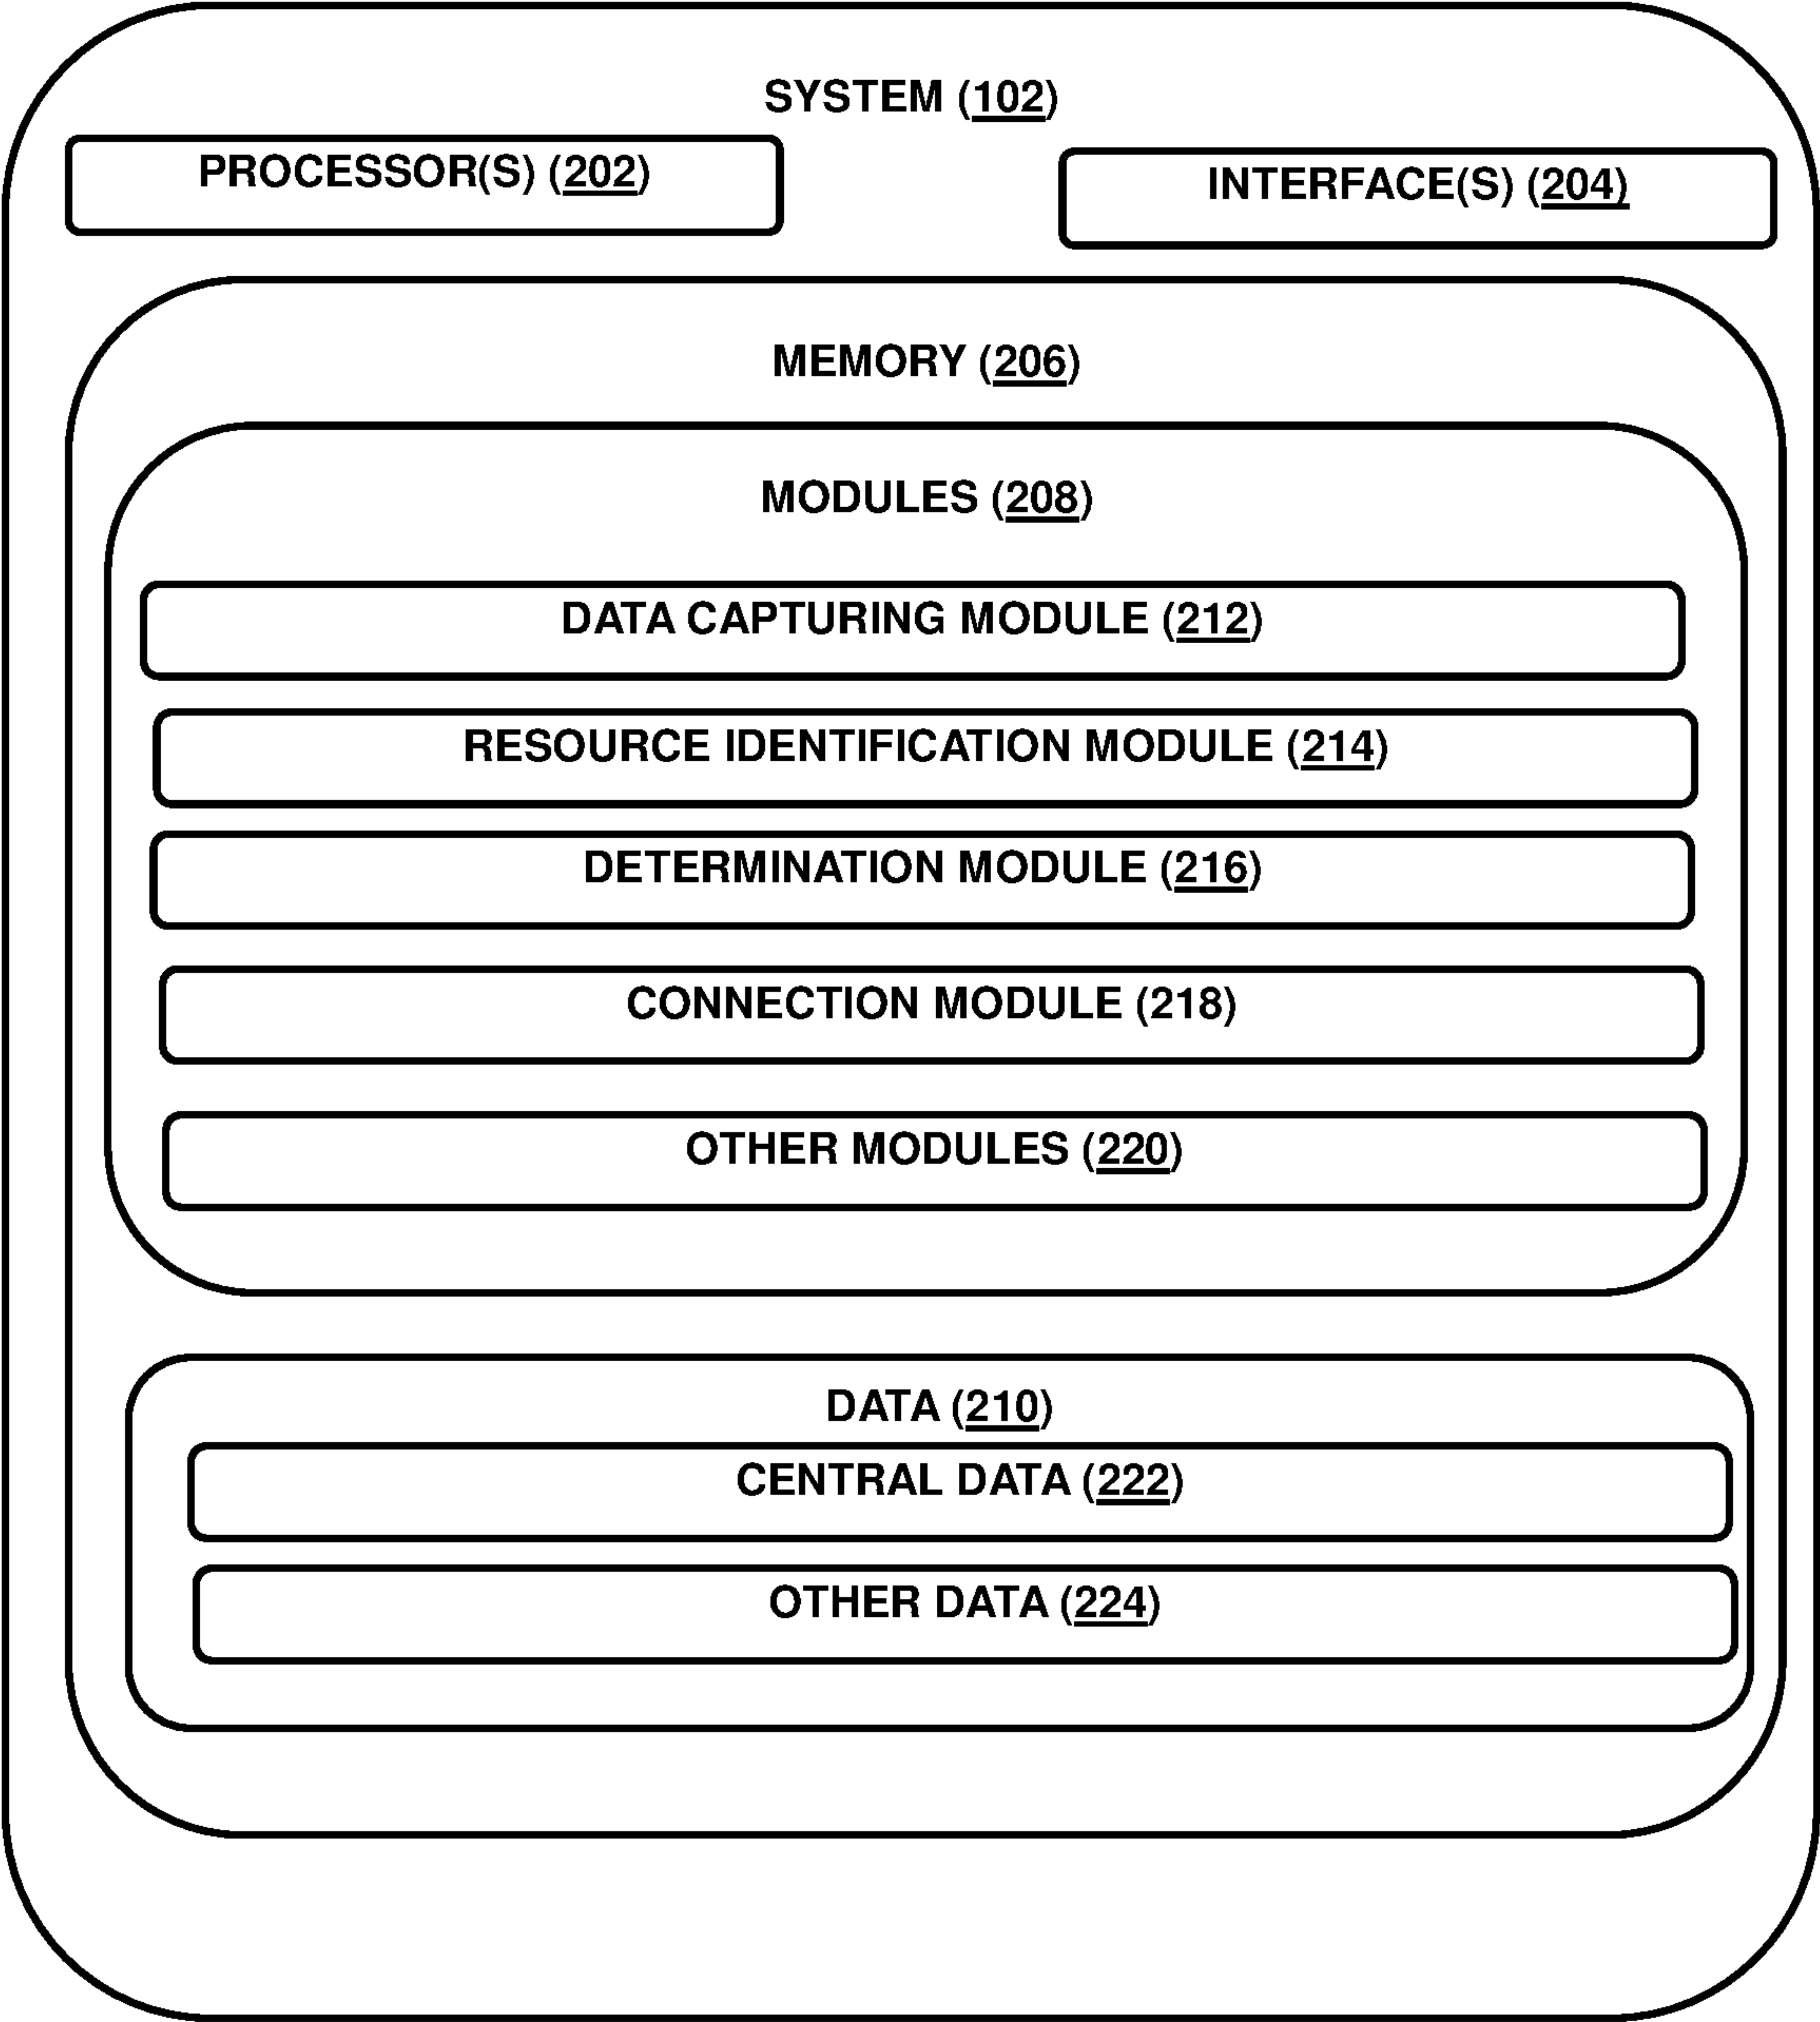 SYSTEM (102)
PROCESSOR(S) (202)
INTERFACE(S) (204)
MEMORY (206)
MODULES (208)
DATA CAPTURING MODULE (212)
RESOURCE IDENTIFICATION MODULE (214)
DETERMINATION MODULE (216)
CONNECTION MODULE (218)
OTHER MODULES (220)
DATA (210)
CENTRAL DATA (222)
OTHER DATA (224)